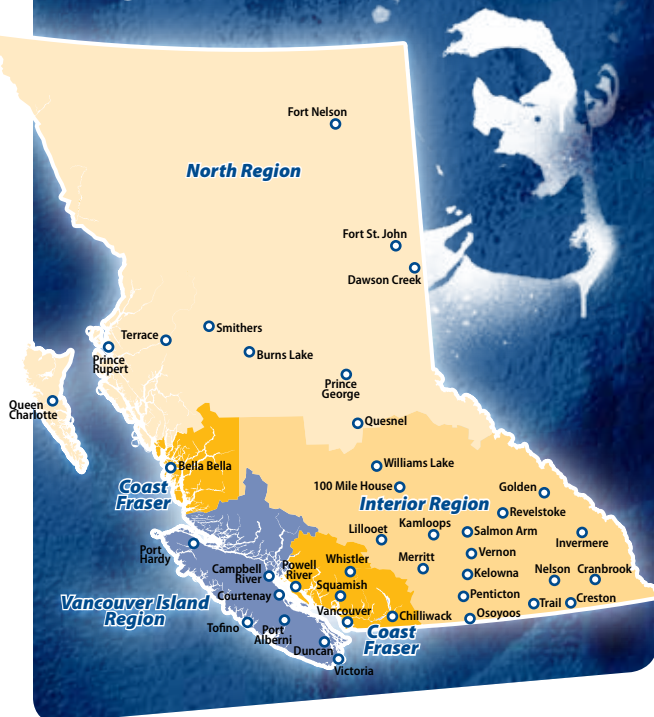 Fort Nelson
North Region
Fort St. John
Dawson Creek
Smithers
Terrace
Burns Lake
Prince
Rupert
Prince
George
Queen
Charlotte
Quesnel
Bella Bella
Williams Lake
100 Mile House
Golden
Coast
Fraser
Interior Region
Revelstoke
Lillooet
Kamloops
Salmon Arm
Invermere
Port
Hardy
Vernon
Whistler
Merritt
Campbell
River
Powell
River
Kelowna
Nelson
Cranbrook
Squamish
Courtenay
Penticton
Trail
Creston
Vancouver Island
Region
Vancouver
Chilliwack
Osoyoos
Tofino
Port
Alberni
Coast
Fraser
Duncan
Victoria